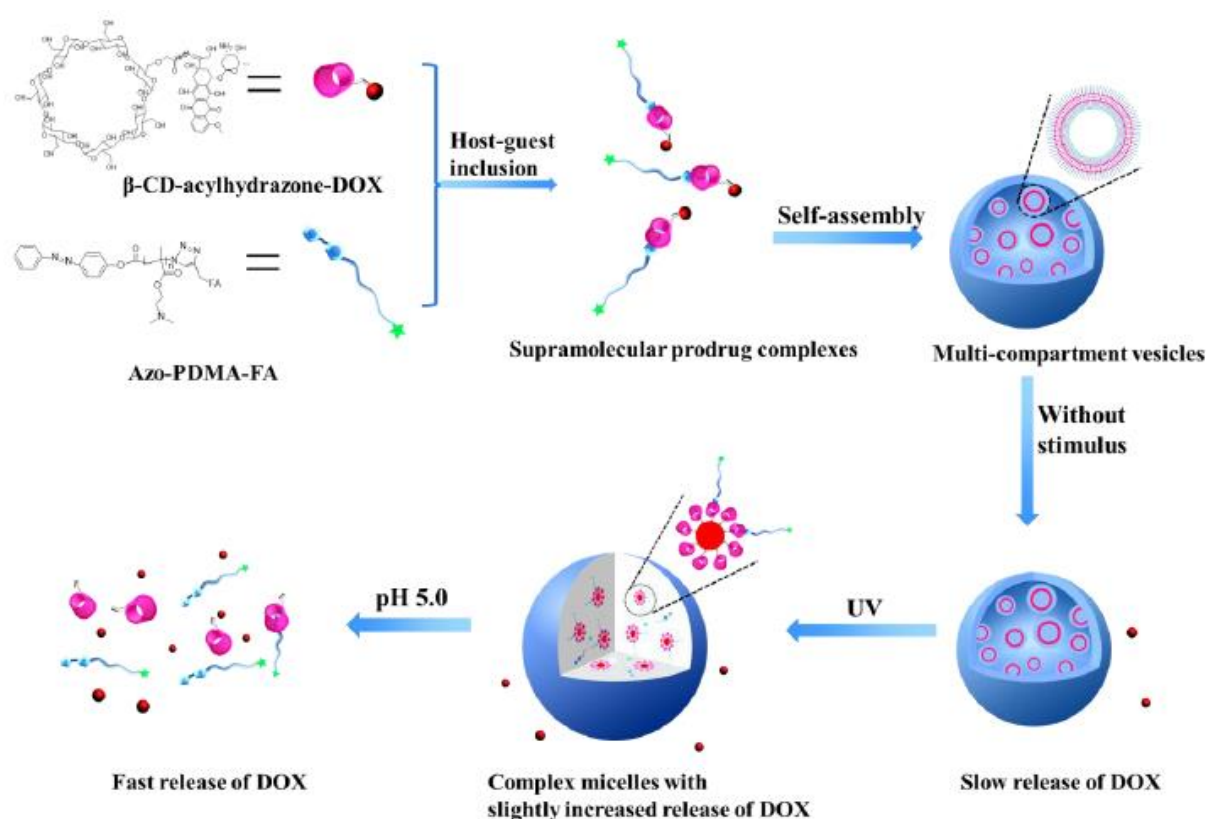 β-CD-acylhydrazone-DOX
Azo-PDMA-FA
Host-guest
inclusion
Supramolecular prodrug complexes
Self-assembly
Multi-compartment vesicles
Without
stimulus
Slow release of DOX
UV
Complex micelles with
slightly increased release of DOX
pH 5.0
Fast release of DOX